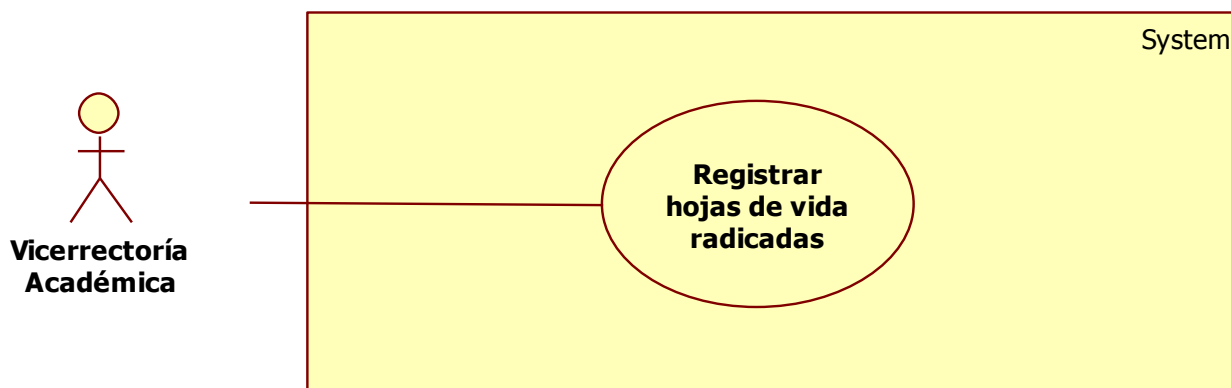 System
Registrar
hojas de vida
radicadas
Vicerrectoría
Académica